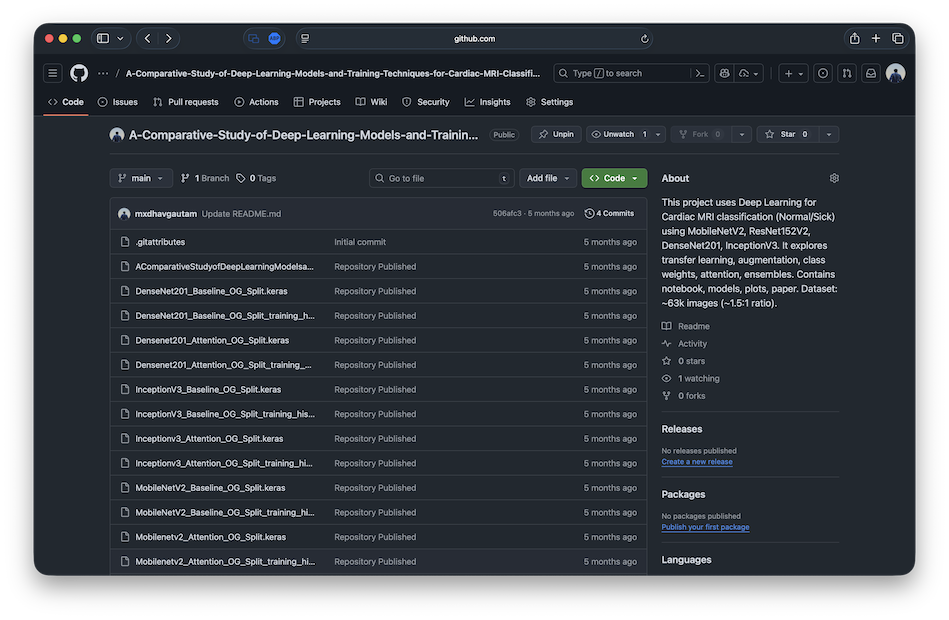 github.com
A-Comparative-Study-of-Deep-Learning-Models-and-Training-Techniques-for-Cardiac-MRI-Classifi...
Type / to search
Code Issues Pull requests Actions Projects Wiki Security Insights Settings
A-Comparative-Study-of-Deep-Learning-Models-and-Trainin... Public Unpin Unwatch 1 Fork 0 Star 0
main 1 Branch 0 Tags Go to file t Add file Code
mxdhavgautam Update README.md 506afc3 · 5 months ago 4 Commits
.gitattributes Initial commit 5 months ago
AComparativeStudyofDeepLearningModelsa... Repository Published 5 months ago
DenseNet201_Baseline_OG_Split.keras Repository Published 5 months ago
DenseNet201_Baseline_OG_Split_training_h... Repository Published 5 months ago
Densenet201_Attention_OG_Split.keras Repository Published 5 months ago
Densenet201_Attention_OG_Split_training_... Repository Published 5 months ago
InceptionV3_Baseline_OG_Split.keras Repository Published 5 months ago
InceptionV3_Baseline_OG_Split_training_his... Repository Published 5 months ago
Inceptionv3_Attention_OG_Split.keras Repository Published 5 months ago
Inceptionv3_Attention_OG_Split_training_hi... Repository Published 5 months ago
MobileNetV2_Baseline_OG_Split.keras Repository Published 5 months ago
MobileNetV2_Baseline_OG_Split_training_hi... Repository Published 5 months ago
Mobilenetv2_Attention_OG_Split.keras Repository Published 5 months ago
Mobilenetv2_Attention_OG_Split_training_hi... Repository Published 5 months ago
About
This project uses Deep Learning for
Cardiac MRI classification (Normal/Sick)
using MobileNetV2, ResNet152V2,
DenseNet201, InceptionV3. It explores
transfer learning, augmentation, class
weights, attention, ensembles. Contains
notebook, models, plots, paper. Dataset:
~63k images (~1.5:1 ratio).
Readme
Activity
0 stars
1 watching
0 forks
Releases
No releases published
Create a new release
Packages
No packages published
Publish your first package
Languages